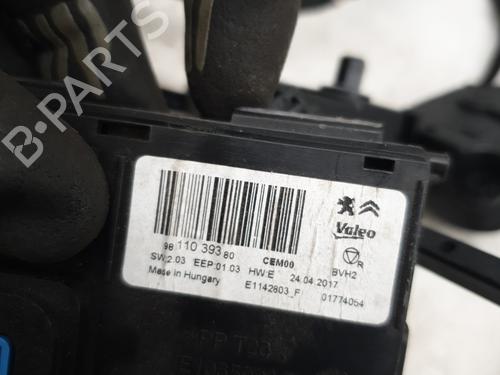 B-PARTS
Valeo
98 110 393 80
CEM00
SW:2.03 EEP:01.03 HW:E 24.04.2017
BVH2
R
Made in Hungary E1142803_F 01774054